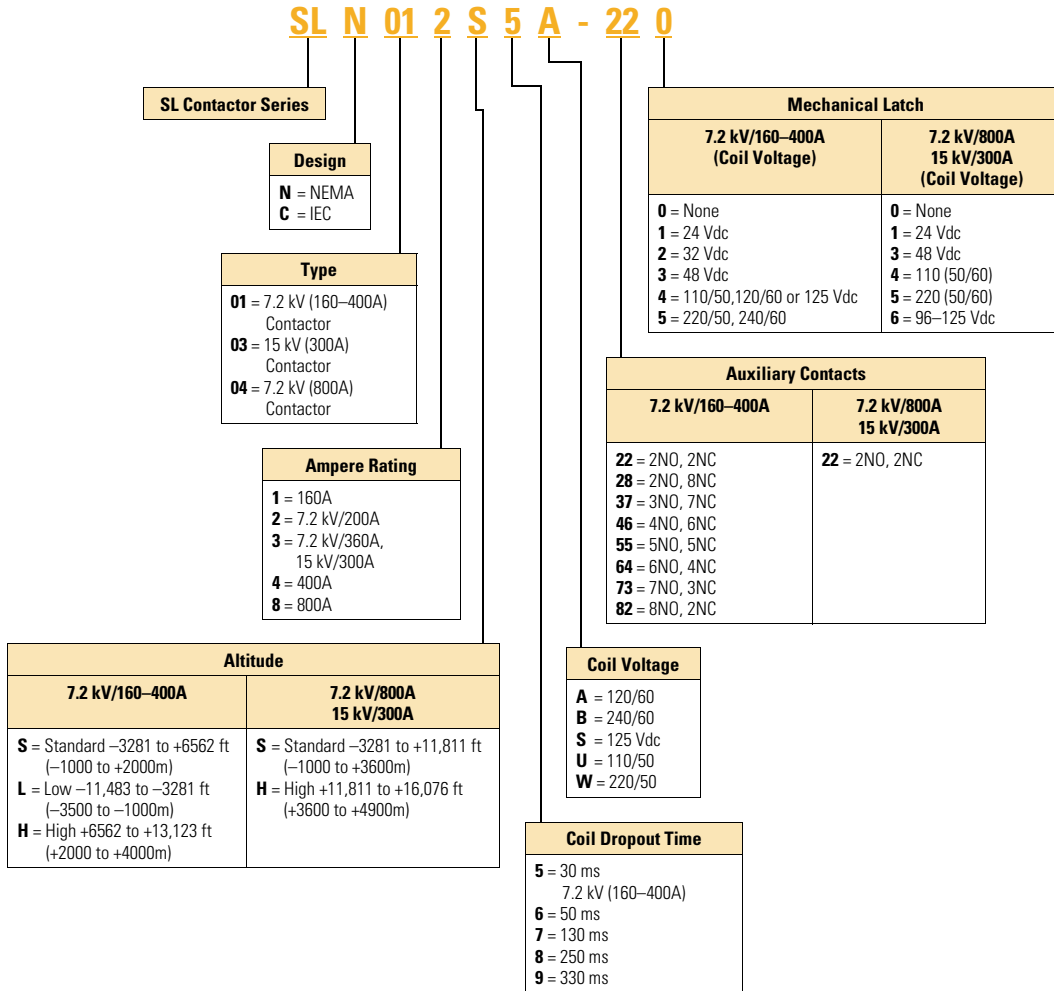 SL N 01 2 S 5 A - 22 0
SL Contactor Series
Design
N = NEMA
C = IEC
Type
01 = 7.2 kV (160–400A)
Contactor
03 = 15 kV (300A)
Contactor
04 = 7.2 kV (800A)
Contactor
Ampere Rating
1 = 160A
2 = 7.2 kV/200A
3 = 7.2 kV/360A,
15 kV/300A
4 = 400A
8 = 800A
Altitude
7.2 kV/160–400A
S = Standard –3281 to +6562 ft
(–1000 to +2000m)
L = Low –11,483 to –3281 ft
(–3500 to –1000m)
H = High +6562 to +13,123 ft
(+2000 to +4000m)
7.2 kV/800A
15 kV/300A
S = Standard –3281 to +11,811 ft
(–1000 to +3600m)
H = High +11,811 to +16,076 ft
(+3600 to +4900m)
Coil Dropout Time
5 = 30 ms
7.2 kV (160–400A)
6 = 50 ms
7 = 130 ms
8 = 250 ms
9 = 330 ms
Coil Voltage
A = 120/60
B = 240/60
S = 125 Vdc
U = 110/50
W = 220/50
Auxiliary Contacts
7.2 kV/160–400A
22 = 2NO, 2NC
28 = 2NO, 8NC
37 = 3NO, 7NC
46 = 4NO, 6NC
55 = 5NO, 5NC
64 = 6NO, 4NC
73 = 7NO, 3NC
82 = 8NO, 2NC
7.2 kV/800A
15 kV/300A
22 = 2NO, 2NC
Mechanical Latch
7.2 kV/160–400A
(Coil Voltage)
0 = None
1 = 24 Vdc
2 = 32 Vdc
3 = 48 Vdc
4 = 110/50,120/60 or 125 Vdc
5 = 220/50, 240/60
7.2 kV/800A
15 kV/300A
(Coil Voltage)
0 = None
1 = 24 Vdc
3 = 48 Vdc
4 = 110 (50/60)
5 = 220 (50/60)
6 = 96–125 Vdc